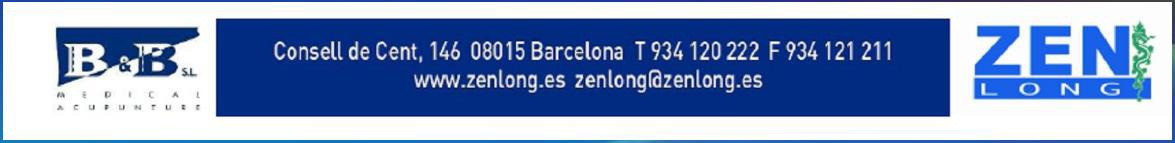 B&B S.L.
MEDICAL
ACUPUNTURE
Consell de Cent, 146 08015 Barcelona T 934 120 222 F 934 121 211
www.zenlong.es zenlong@zenlong.es
ZEN
LONG